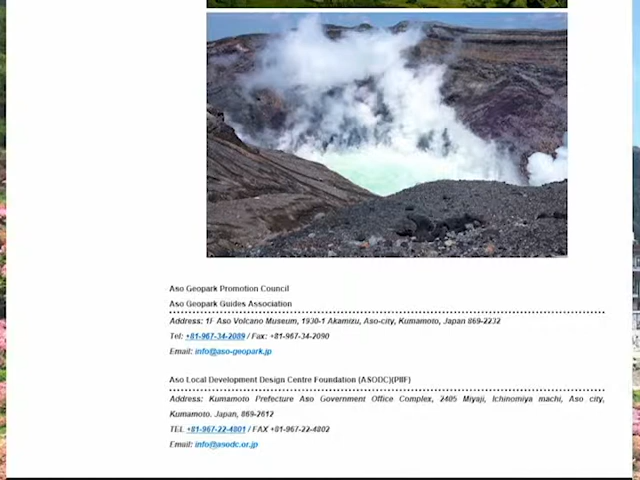 Aso Geopark Promotion Council
Aso Geopark Guides Association
Address: 1F Aso Volcano Museum, 1930-1 Akamizu, Aso-city, Kumamoto, Japan 869-2232
Tel: +81-967-34-2089 / Fax: +81-967-34-2090
Email: info@aso-geopark.jp
Aso Local Development Design Centre Foundation (ASODC)(PIIF)
Address: Kumamoto Prefecture Aso Government Office Complex, 2405 Miyaji, Ichinomiya machi, Aso city,
Kumamoto. Japan, 869-2612
TEL +81-967-22-4801 / FAX +81-967-22-4802
Email: info@asodc.or.jp